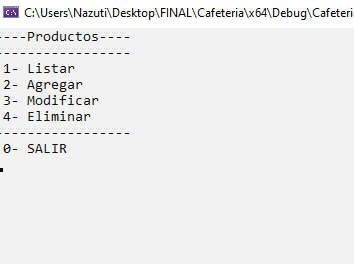 C:\Users\Nazuti\Desktop\FINAL\Cafeteria\x64\Debug\Cafeteri
----Productos----
-----------------
1- Listar
2- Agregar
3- Modificar
4- Eliminar
-----------------
0- SALIR